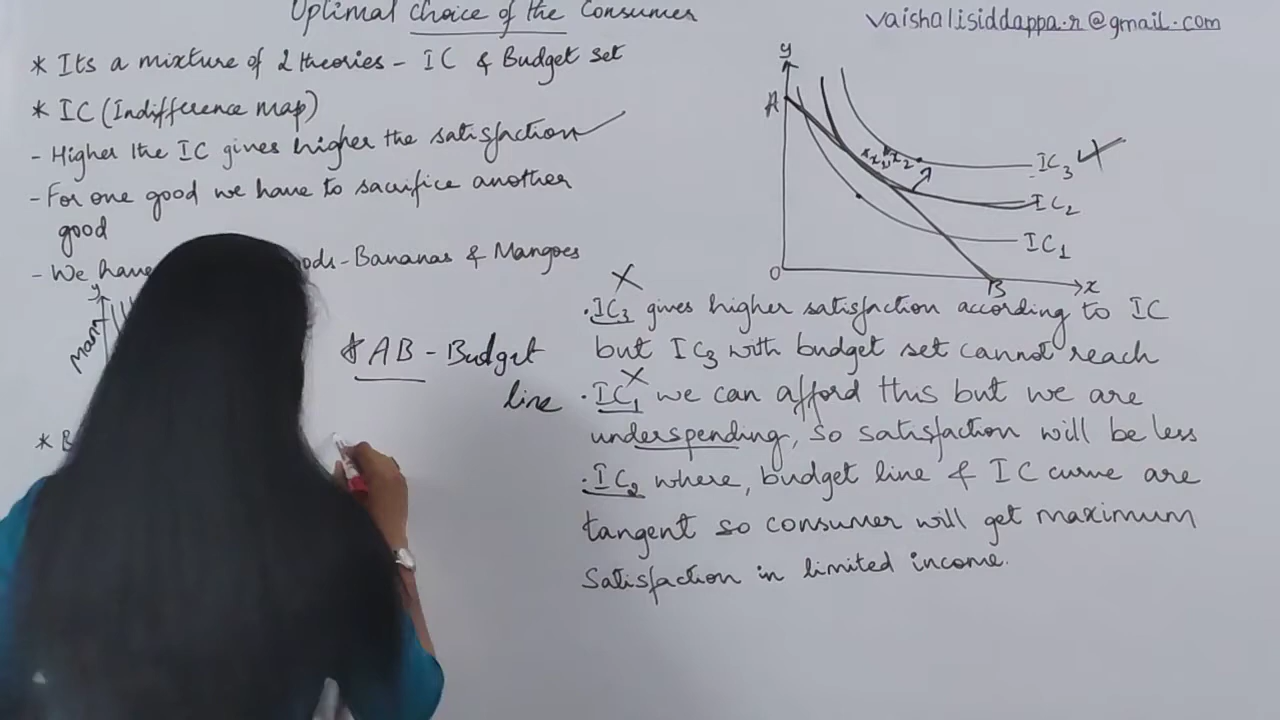 Optimal choice of the Consumer
vaishalisiddappa.r@gmail.com
* Its a mixture of 2 theories - IC & Budget set
* IC (Indifference map)
- Higher the IC gives higher the satisfaction
- For one good we have to sacrifice another
good
- We have ods - Bananas & Mangoes
y
Man
* B
* AB - Budget
line
y
A
x₁x₂x₂
IC3
IC2
IC1
O
B
x
. IC3 gives higher satisfaction according to IC
but IC3 with budget set cannot reach
. IC1 we can afford this but we are
underspending, so satisfaction will be less
. IC2 where, budget line & IC curve are
tangent so consumer will get maximum
Satisfaction in limited income.